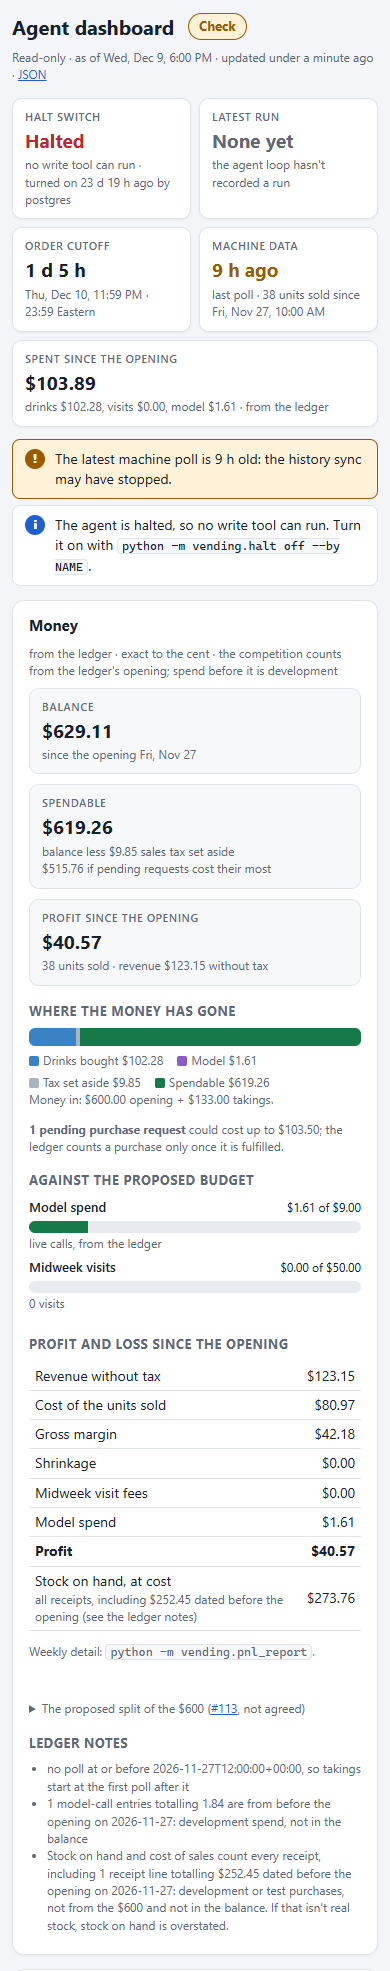 Agent dashboard
Check
Read-only · as of Wed, Dec 9, 6:00 PM · updated under a minute ago
· JSON
HALT SWITCH
Halted
no write tool can run ·
turned on 23 d 19 h ago by
postgres
LATEST RUN
None yet
the agent loop hasn't
recorded a run
ORDER CUTOFF
1 d 5 h
Thu, Dec 10, 11:59 PM ·
23:59 Eastern
MACHINE DATA
9 h ago
last poll · 38 units sold since
Fri, Nov 27, 10:00 AM
SPENT SINCE THE OPENING
$103.89
drinks $102.28, visits $0.00, model $1.61 · from the ledger
!
The latest machine poll is 9 h old: the history sync
may have stopped.
i
The agent is halted, so no write tool can run. Turn
it on with python -m vending.halt off --by
NAME .
Money
from the ledger · exact to the cent · the competition counts
from the ledger's opening; spend before it is development
BALANCE
$629.11
since the opening Fri, Nov 27
SPENDABLE
$619.26
balance less $9.85 sales tax set aside
$515.76 if pending requests cost their most
PROFIT SINCE THE OPENING
$40.57
38 units sold · revenue $123.15 without tax
WHERE THE MONEY HAS GONE
Drinks bought $102.28 Model $1.61
Tax set aside $9.85 Spendable $619.26
Money in: $600.00 opening + $133.00 takings.
1 pending purchase request could cost up to $103.50; the
ledger counts a purchase only once it is fulfilled.
AGAINST THE PROPOSED BUDGET
Model spend $1.61 of $9.00
live calls, from the ledger
Midweek visits $0.00 of $50.00
0 visits
PROFIT AND LOSS SINCE THE OPENING
Revenue without tax $123.15
Cost of the units sold $80.97
Gross margin $42.18
Shrinkage $0.00
Midweek visit fees $0.00
Model spend $1.61
Profit $40.57
Stock on hand, at cost
all receipts, including $252.45 dated before the
opening (see the ledger notes)
$273.76
Weekly detail: python -m vending.pnl_report.
▶ The proposed split of the $600 (#113, not agreed)
LEDGER NOTES
• no poll at or before 2026-11-27T12:00:00+00:00, so takings
start at the first poll after it
• 1 model-call entries totalling 1.84 are from before the
opening on 2026-11-27: development spend, not in the
balance
• Stock on hand and cost of sales count every receipt,
including 1 receipt line totalling $252.45 dated before the
opening on 2026-11-27: development or test purchases,
not from the $600 and not in the balance. If that isn't real
stock, stock on hand is overstated.